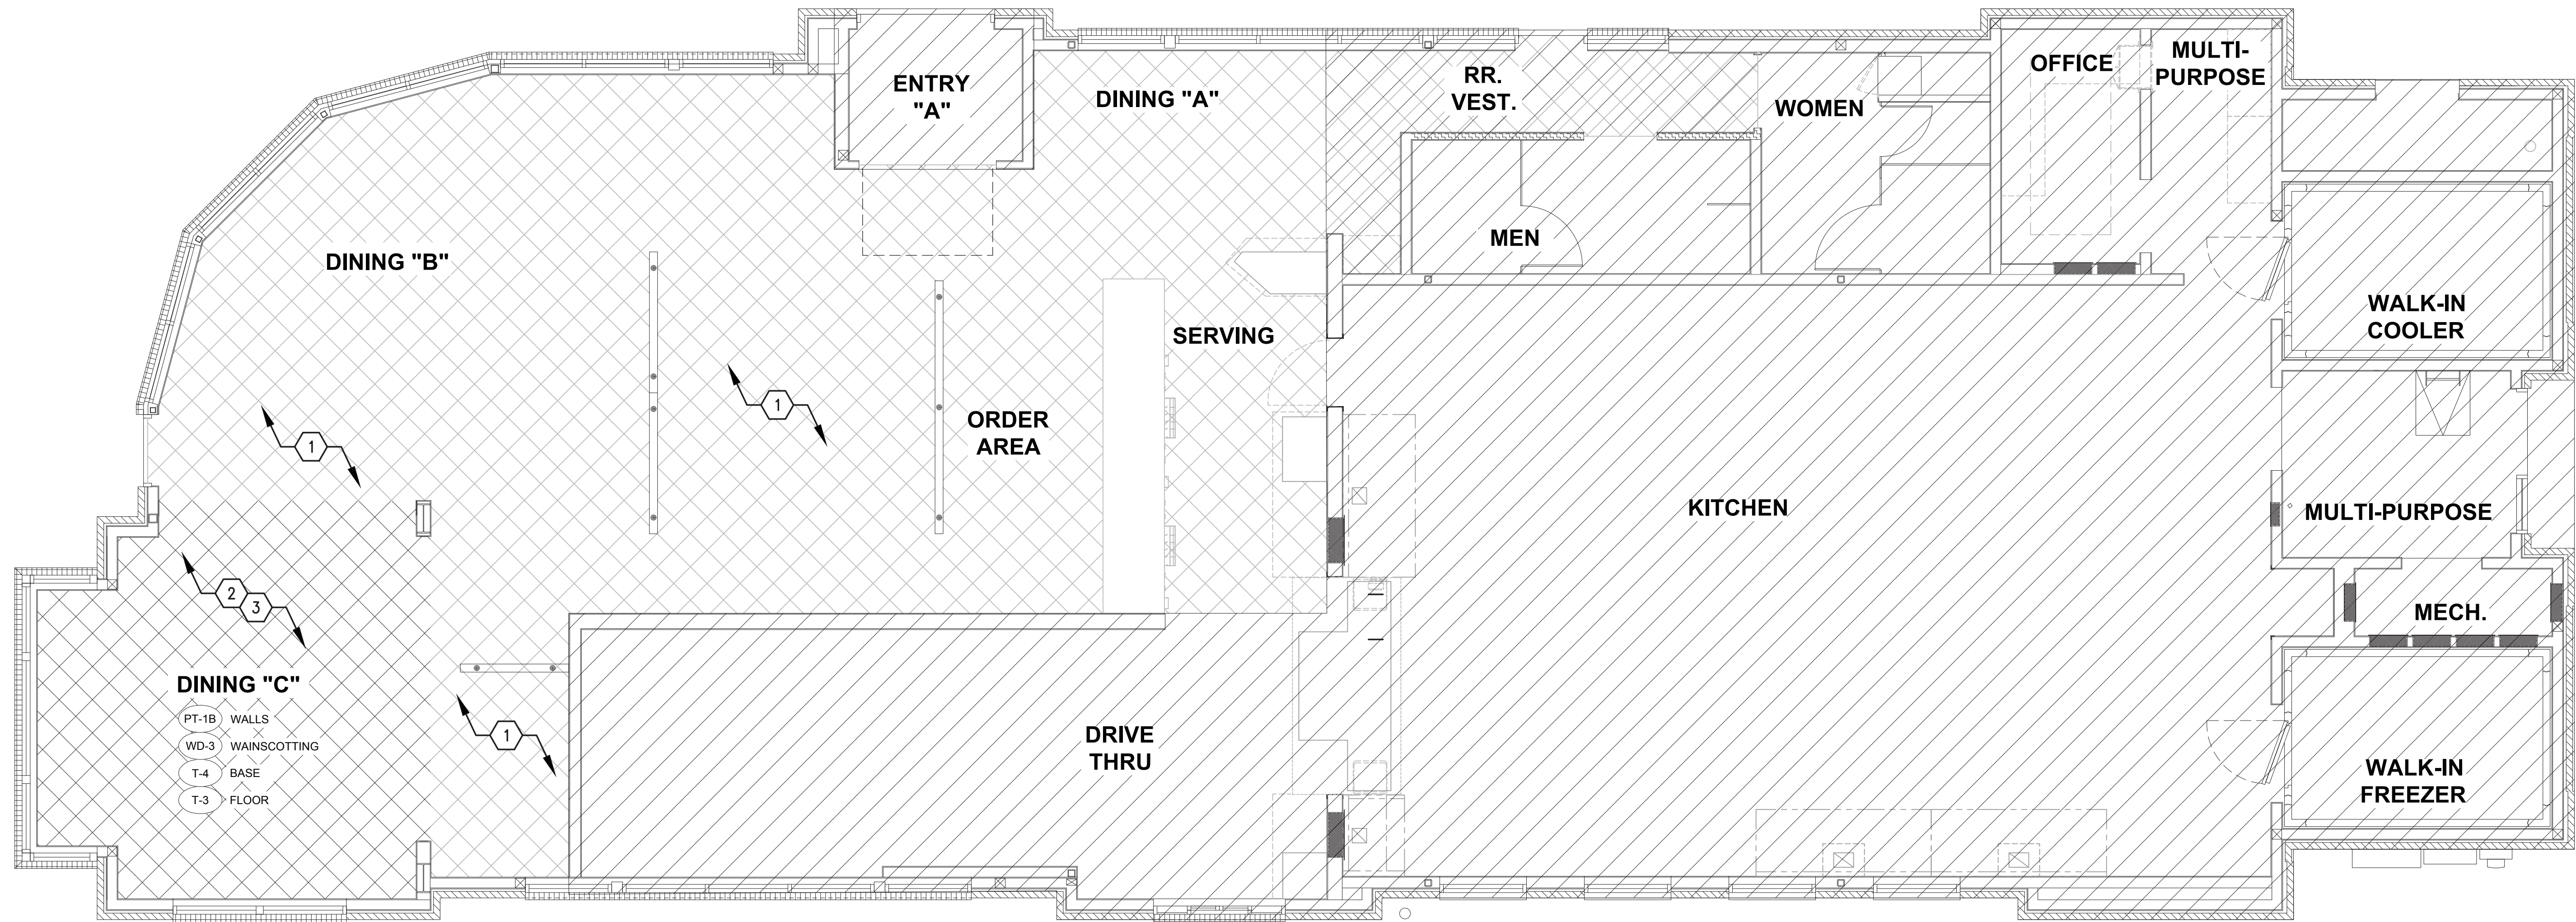 ENTRY
"A"
DINING "A"
RR.
VEST.
WOMEN
OFFICE
MULTI-
PURPOSE
MEN
DINING "B"
WALK-IN
COOLER
SERVING
ORDER
AREA
1
1
KITCHEN
MULTI-PURPOSE
2
3
MECH.
DINING "C"
PT-1B WALLS
WD-3 WAINSCOTTING
T-4 BASE
T-3 FLOOR
1
DRIVE
THRU
WALK-IN
FREEZER